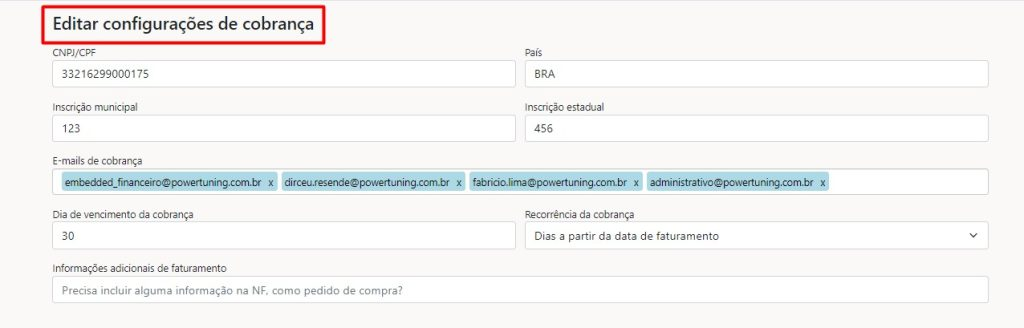 Editar configurações de cobrança
CNPJ/CPF País
33216299000175 BRA
Inscrição municipal Inscrição estadual
123 456
E-mails de cobrança
embedded_financeiro@powertuning.com.br x dirceu.resende@powertuning.com.br x fabricio.lima@powertuning.com.br x administrativo@powertuning.com.br x
Dia de vencimento da cobrança Recorrência da cobrança
30 Dias a partir da data de faturamento
Informações adicionais de faturamento
Precisa incluir alguma informação na NF, como pedido de compra?